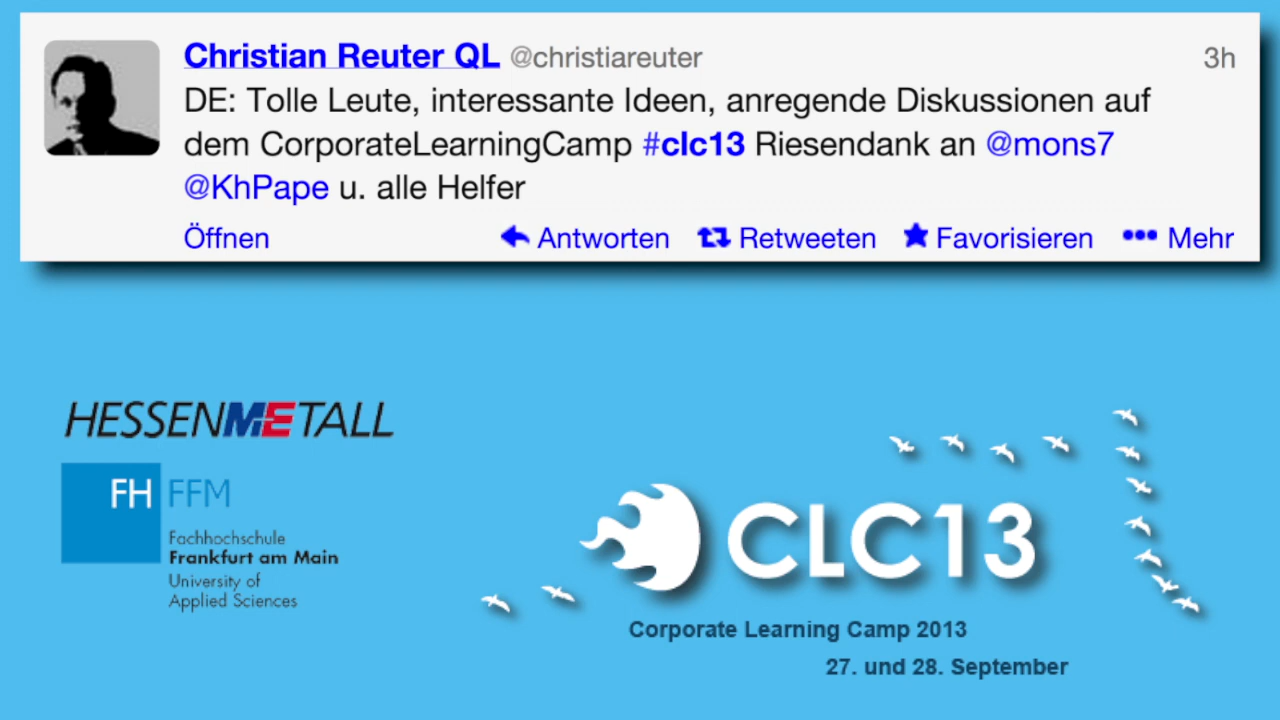 Christian Reuter QL @christiareuter 3h
DE: Tolle Leute, interessante Ideen, anregende Diskussionen auf
dem CorporateLearningCamp #clc13 Riesendank an @mons7
@KhPape u. alle Helfer
Öffnen Antworten Retweeten Favorisieren Mehr
HESSENMETALL
FH FFM
Fachhochschule
Frankfurt am Main
University of
Applied Sciences
CLC13
Corporate Learning Camp 2013
27. und 28. September